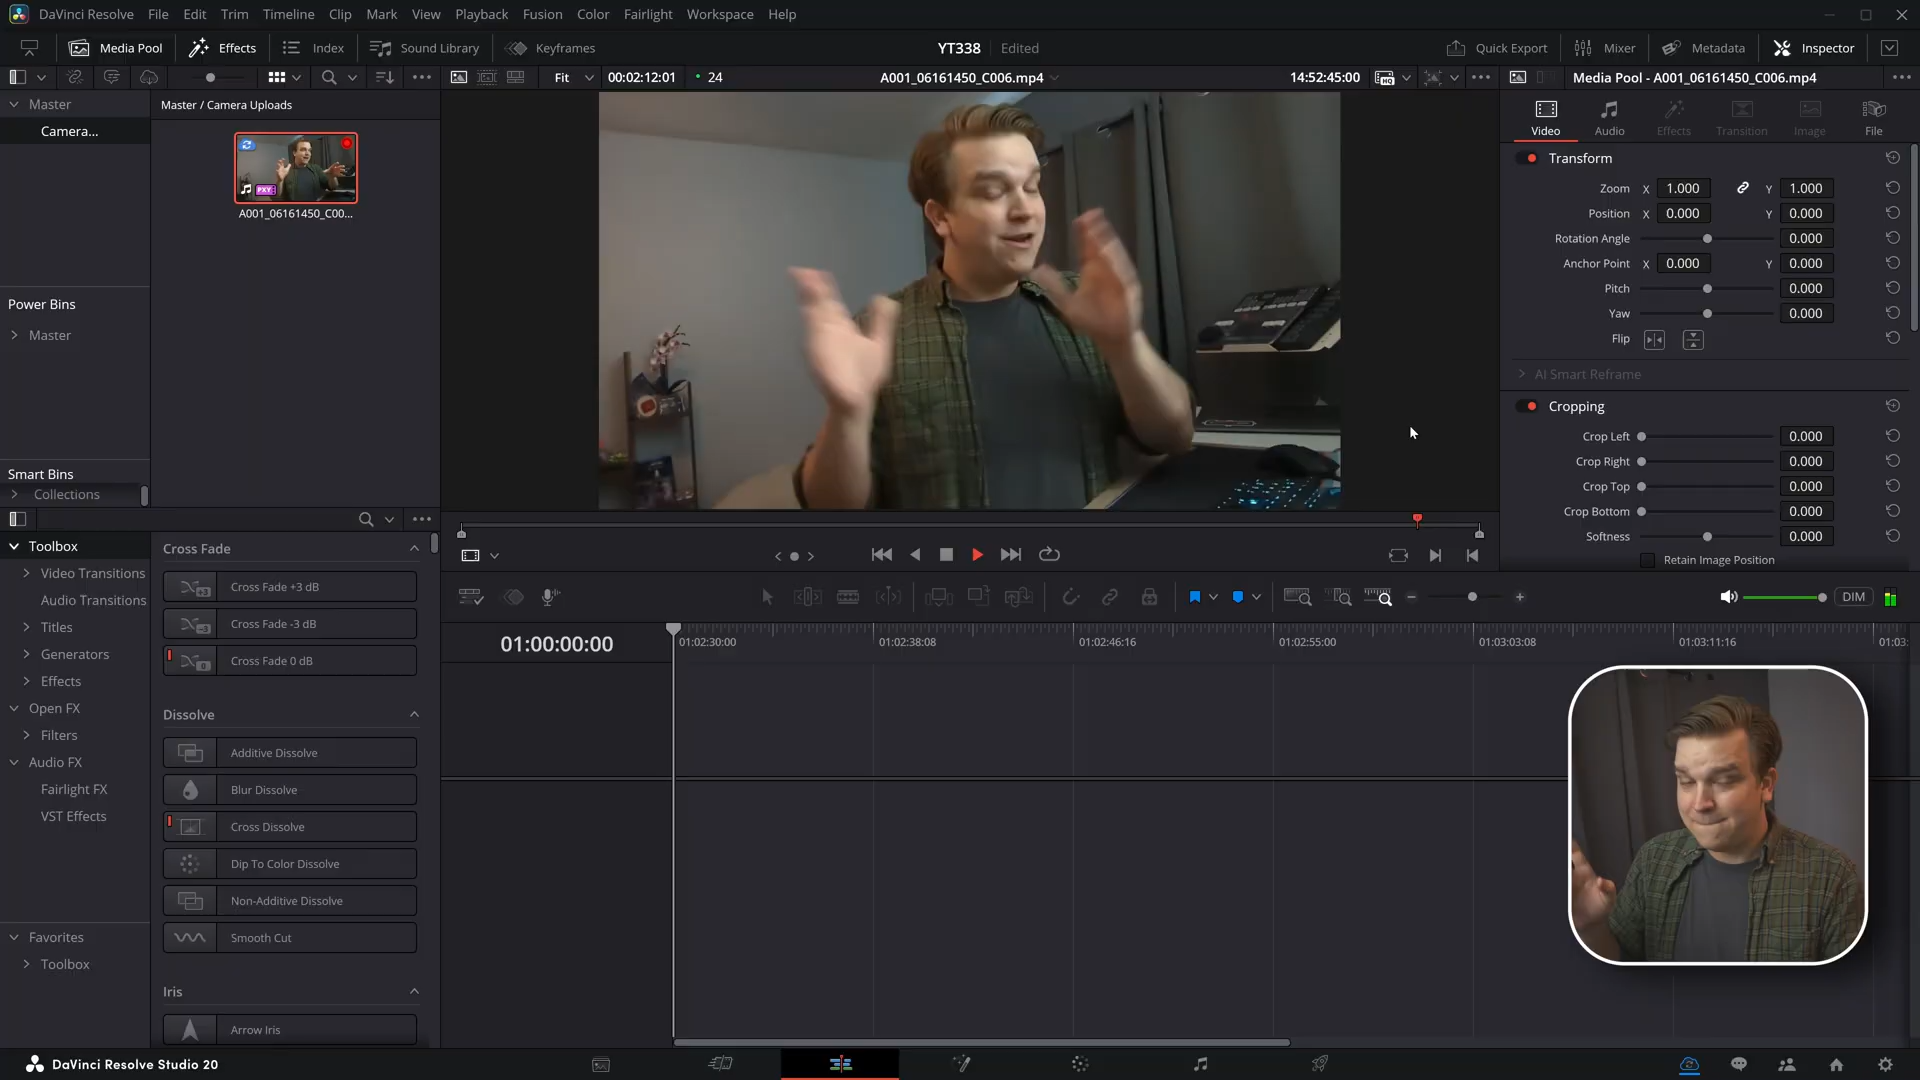 DaVinci Resolve File Edit Trim Timeline Clip Mark View Playback Fusion Color Fairlight Workspace Help
Media Pool Effects Index Sound Library Keyframes YT338 Edited Quick Export Mixer Metadata Inspector
Fit 00:02:12:01 24 A001_06161450_C006.mp4 14:52:45:00 Media Pool - A001_06161450_C006.mp4
Master
Camera...
Master / Camera Uploads
PXY
A001_06161450_C00...
Power Bins
Master
Smart Bins
Collections
Video Audio Effects Transition Image File
Transform
Zoom X 1.000 Y 1.000
Position X 0.000 Y 0.000
Rotation Angle 0.000
Anchor Point X 0.000 Y 0.000
Pitch 0.000
Yaw 0.000
Flip
AI Smart Reframe
Cropping
Crop Left 0.000
Crop Right 0.000
Crop Top 0.000
Crop Bottom 0.000
Softness 0.000
Retain Image Position
Toolbox
Video Transitions
Audio Transitions
Titles
Generators
Effects
Open FX
Filters
Audio FX
Fairlight FX
VST Effects
Favorites
Toolbox
Cross Fade
+3 Cross Fade +3 dB
-3 Cross Fade -3 dB
0 Cross Fade 0 dB
Dissolve
Additive Dissolve
Blur Dissolve
Cross Dissolve
Dip To Color Dissolve
Non-Additive Dissolve
Smooth Cut
Iris
Arrow Iris
DIM
01:00:00:00
01:02:30:00 01:02:38:08 01:02:46:16 01:02:55:00 01:03:03:08 01:03:11:16 01:03:
DaVinci Resolve Studio 20